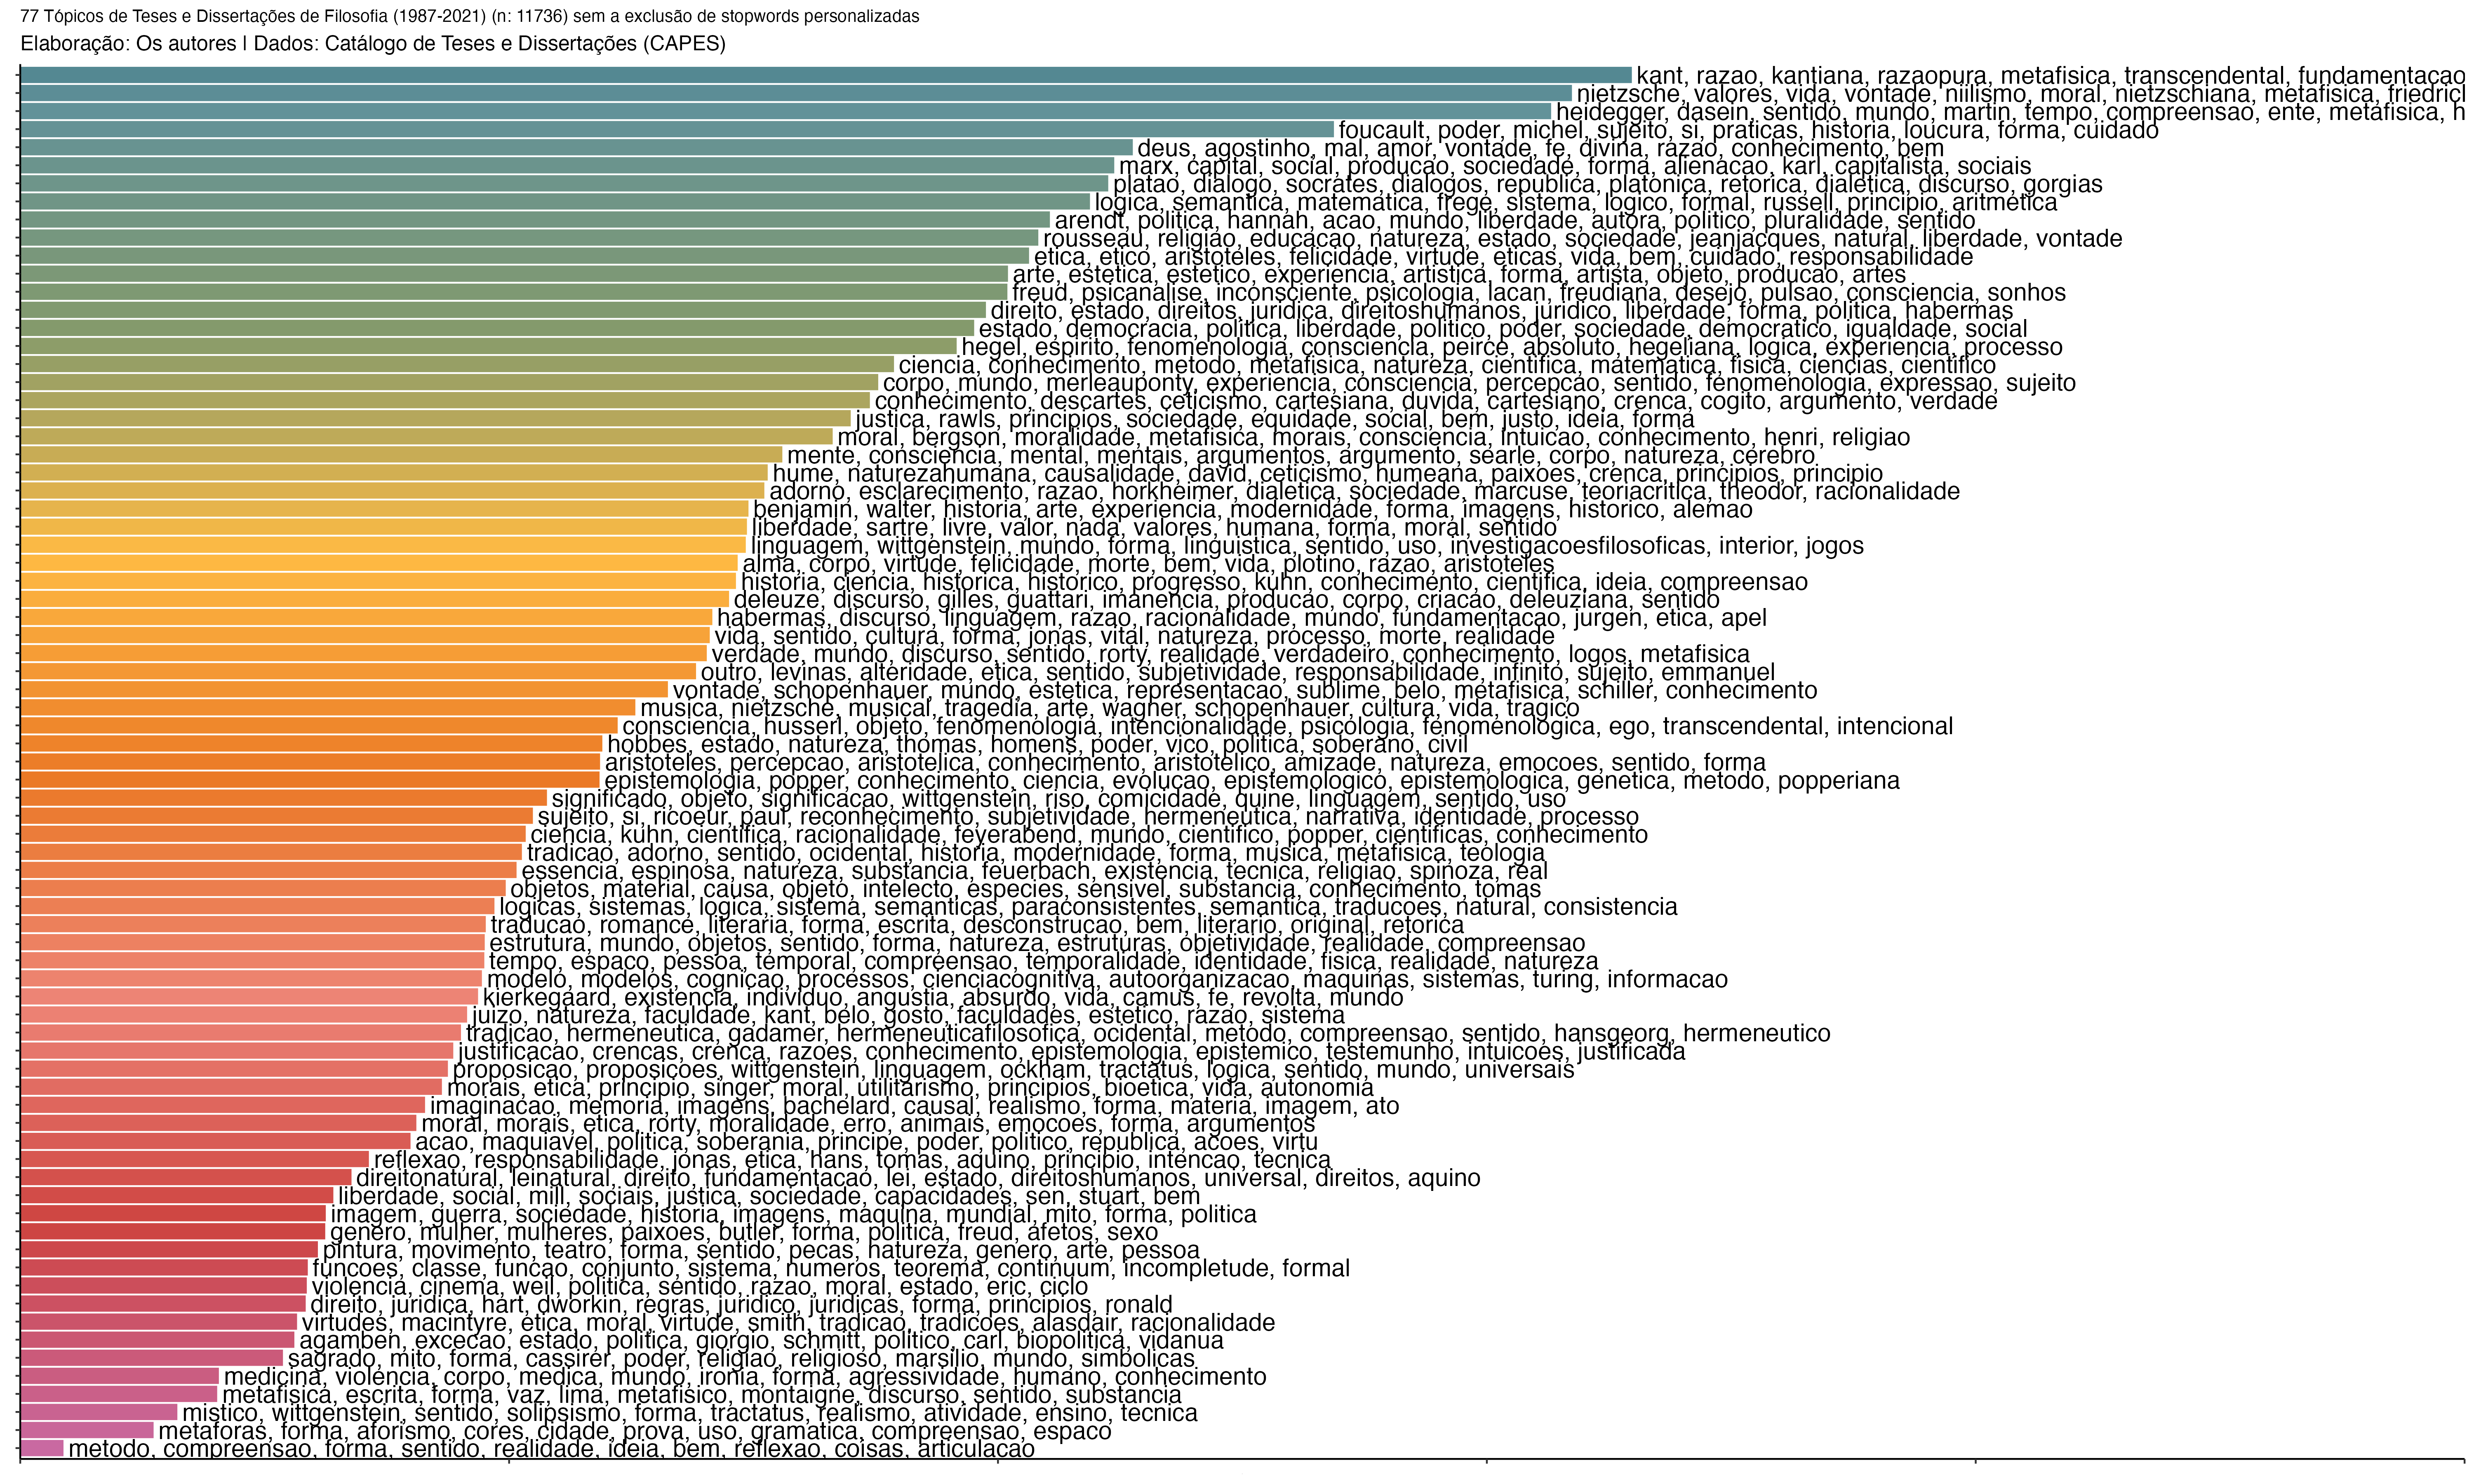 77 Tópicos de Teses e Dissertações de Filosofia (1987-2021) (n: 11736) sem a exclusão de stopwords personalizadas
Elaboração: Os autores | Dados: Catálogo de Teses e Dissertações (CAPES)
kant, razao, kantiana, razaopura, metafisica, transcendental, fundamentacao
nietzsche, valores, vida, vontade, niilismo, moral, nietzschiana, metafisica,
heidegger, dasein, sentido, mundo, martin, tempo, compreensao, ente, metafisica,
foucault, poder, michel, sujeito, si, praticas, historia, loucura, forma, cuidado
deus, agostinho, mal, amor, vontade, fe, divina, razao, conhecimento, bem
marx, capital, social, producao, sociedade, forma, alienacao, karl, capitalista, sociais
platao, dialogo, socrates, dialogos, republica, platonica, retorica, dialetica, discurso, gorgias
logica, semantica, matematica, frege, sistema, logico, formal, russell, principio, aritmetica
arendt, politica, hannah, acao, mundo, liberdade, autora, politico, pluralidade, sentido
rousseau, religiao, educacao, natureza, estado, sociedade, jeanjacques, natural, liberdade, vontade
etica, etico, aristoteles, felicidade, virtude, eticas, vida, bem, cuidado, responsabilidade
arte, estetica, estetico, experiencia, artistica, forma, artista, objeto, producao, artes
freud, psicanalise, inconsciente, psicologia, lacan, freudiana, desejo, pulsao, consciencia, sonhos
direito, estado, direitos, juridica, direitoshumanos, juridico, liberdade, forma, politica, habermas
estado, democracia, politica, liberdade, politico, poder, sociedade, democratico, igualdade, social
hegel, espirito, fenomenologia, consciencia, peirce, absoluto, hegeliana, logica, experiencia, processo
ciencia, conhecimento, metodo, metafisica, natureza, cientifica, matematica, fisica, ciencias, cientifico
corpo, mundo, merleauponty, experiencia, consciencia, percepcao, sentido, fenomenologia, expressao, sujeito
conhecimento, descartes, ceticismo, cartesiana, duvida, cartesiano, crenca, cogito, argumento, verdade
justica, rawls, principios, sociedade, equidade, social, bem, justo, ideia, forma
moral, bergson, moralidade, metafisica, morais, consciencia, intuicao, conhecimento, henri, religiao
mente, consciencia, mental, mentais, argumentos, argumento, searle, corpo, natureza, cerebro
hume, naturezahumana, causalidade, david, ceticismo, humeana, paixoes, crenca, principios, principio
adorno, esclarecimento, razao, horkheimer, dialetica, sociedade, marcuse, teoriacritica, theodor, racionalidade
benjamin, walter, historia, arte, experiencia, modernidade, forma, imagens, historico, alemao
liberdade, sartre, livre, valor, nada, valores, humana, forma, moral, sentido
linguagem, wittgenstein, mundo, forma, linguistica, sentido, uso, investigacoesfilosoficas, interior, jogos
alma, corpo, virtude, felicidade, morte, bem, vida, plotino, razao, aristoteles
historia, ciencia, historica, historico, progresso, kuhn, conhecimento, cientifica, ideia, compreensao
deleuze, discurso, gilles, guattari, imanencia, producao, corpo, criacao, deleuziana, sentido
habermas, discurso, linguagem, razao, racionalidade, mundo, fundamentacao, jurgen, etica, apel
vida, sentido, cultura, forma, jonas, vital, natureza, processo, morte, realidade
verdade, mundo, discurso, sentido, rorty, realidade, verdadeiro, conhecimento, logos, metafisica
outro, levinas, alteridade, etica, sentido, subjetividade, responsabilidade, infinito, sujeito, emmanuel
vontade, schopenhauer, mundo, estetica, representacao, sublime, belo, metafisica, schiller, conhecimento
musica, nietzsche, musical, tragedia, arte, wagner, schopenhauer, cultura, vida, tragico
consciencia, husserl, objeto, fenomenologia, intencionalidade, psicologia, fenomenologica, ego, transcendental, intencional
hobbes, estado, natureza, thomas, homens, poder, vico, politica, soberano, civil
aristoteles, percepcao, aristotelica, conhecimento, aristotelico, amizade, natureza, emocoes, sentido, forma
epistemologia, popper, conhecimento, ciencia, evolucao, epistemologico, epistemologica, genetica, metodo, popperiana
significado, objeto, significacao, wittgenstein, riso, comicidade, quine, linguagem, sentido, uso
sujeito, si, ricoeur, paul, reconhecimento, subjetividade, hermeneutica, narrativa, identidade, processo
ciencia, kuhn, cientifica, racionalidade, feyerabend, mundo, cientifico, popper, cientificas, conhecimento
tradicao, adorno, sentido, ocidental, historia, modernidade, forma, musica, metafisica, teologia
essencia, espinosa, natureza, substancia, feuerbach, existencia, tecnica, religiao, spinoza, real
objetos, material, causa, objeto, intelecto, especies, sensivel, substancia, conhecimento, tomas
logicas, sistemas, logica, sistema, semanticas, paraconsistentes, semantica, traducoes, natural, consistencia
traducao, romance, literaria, forma, escrita, desconstrucao, bem, literario, original, retorica
estrutura, mundo, objetos, sentido, forma, natureza, estruturas, objetividade, realidade, compreensao
tempo, espaco, pessoa, temporal, compreensao, temporalidade, identidade, fisica, realidade, natureza
modelo, modelos, cognicao, processos, cienciacognitiva, autoorganizacao, maquinas, sistemas, turing, informacao
kierkegaard, existencia, individuo, angustia, absurdo, vida, camus, fe, revolta, mundo
juizo, natureza, faculdade, kant, belo, gosto, faculdades, estetico, razao, sistema
tradicao, hermeneutica, gadamer, hermeneuticafilosofica, ocidental, metodo, compreensao, sentido, hansgeorg, hermeneutico
justificacao, crencas, crenca, razoes, conhecimento, epistemologia, epistemico, testemunho, intuicoes, justificada
proposicao, proposicoes, wittgenstein, linguagem, ockham, tractatus, logica, sentido, mundo, universais
morais, etica, principio, singer, moral, utilitarismo, principios, bioetica, vida, autonomia
imaginacao, memoria, imagens, bachelard, causal, realismo, forma, materia, imagem, ato
moral, morais, etica, rorty, moralidade, erro, animais, emocoes, forma, argumentos
acao, maquiavel, politica, soberania, principe, poder, politico, republica, acoes, virtu
reflexao, responsabilidade, jonas, etica, hans, tomas, aquino, principio, intencao, tecnica
direitonatural, leinatural, direito, fundamentacao, lei, estado, direitoshumanos, universal, direitos, aquino
liberdade, social, mill, sociais, justica, sociedade, capacidades, sen, stuart, bem
imagem, guerra, sociedade, historia, imagens, maquina, mundial, mito, forma, politica
genero, mulher, mulheres, paixoes, butler, forma, politica, freud, afetos, sexo
pintura, movimento, teatro, forma, sentido, pecas, natureza, genero, arte, pessoa
funcoes, classe, funcao, conjunto, sistema, numeros, teorema, continuum, incompletude, formal
violencia, cinema, weil, politica, sentido, razao, moral, estado, eric, ciclo
direito, juridica, hart, dworkin, regras, juridico, juridicas, forma, principios, ronald
virtudes, macintyre, etica, moral, virtude, smith, tradicao, tradicoes, alasdair, racionalidade
agamben, excecao, estado, politica, giorgio, schmitt, politico, carl, biopolitica, vidanua
sagrado, mito, forma, cassirer, poder, religiao, religioso, marsilio, mundo, simbolicas
medicina, violencia, corpo, medica, mundo, ironia, forma, agressividade, humano, conhecimento
metafisica, escrita, forma, vaz, lima, metafisico, montaigne, discurso, sentido, substancia
mistico, wittgenstein, sentido, solipsismo, forma, tractatus, realismo, atividade, ensino, tecnica
metaforas, forma, aforismo, cores, cidade, prova, uso, gramatica, compreensao, espaco
metodo, compreensao, forma, sentido, realidade, ideia, bem, reflexao, coisas, articulacao